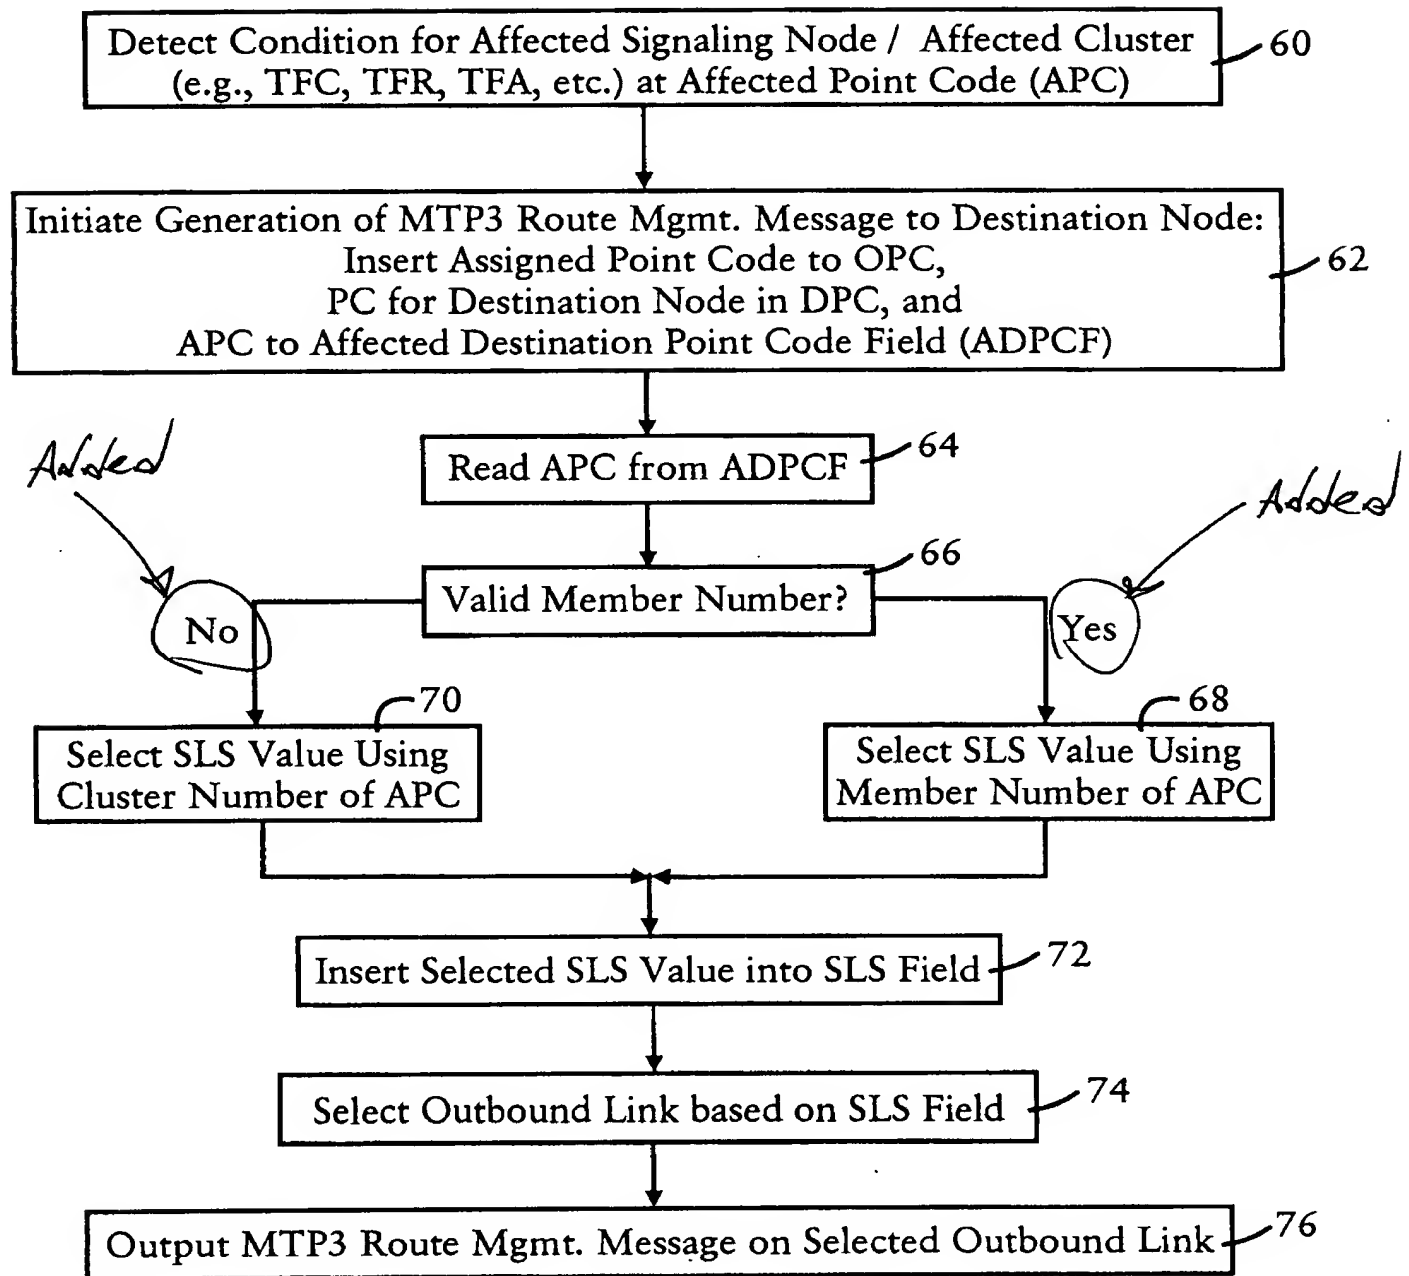 Detect Condition for Affected Signaling Node / Affected Cluster
(e.g., TFC, TFR, TFA, etc.) at Affected Point Code (APC)
60
Initiate Generation of MTP3 Route Mgmt. Message to Destination Node:
Insert Assigned Point Code to OPC,
PC for Destination Node in DPC, and
APC to Affected Destination Point Code Field (ADPCF)
62
Added
Read APC from ADPCF
64
Added
Valid Member Number?
66
No
Yes
70
Select SLS Value Using
Cluster Number of APC
68
Select SLS Value Using
Member Number of APC
Insert Selected SLS Value into SLS Field
72
Select Outbound Link based on SLS Field
74
Output MTP3 Route Mgmt. Message on Selected Outbound Link
76